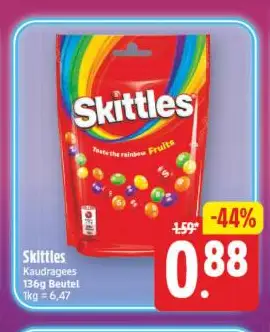 Skittles
Taste the rainbow Fruits
-44%
1.59*
0.88
Skittles
Kaudragees
136g Beutel
1kg = 6,47